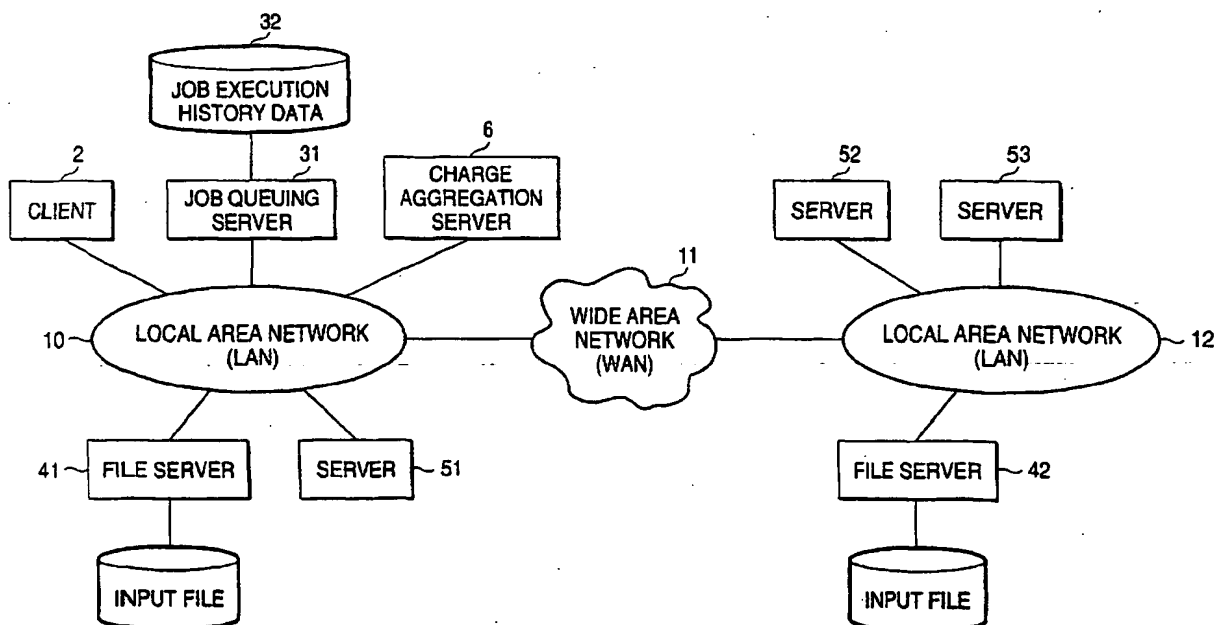 32
JOB EXECUTION
HISTORY DATA
2
CLIENT
31
JOB QUEUING
SERVER
6
CHARGE
AGGREGATION
SERVER
52
SERVER
53
SERVER
10
LOCAL AREA NETWORK
(LAN)
11
WIDE AREA
NETWORK
(WAN)
LOCAL AREA NETWORK
(LAN)
12
41
FILE SERVER
SERVER
51
FILE SERVER
42
INPUT FILE
INPUT FILE